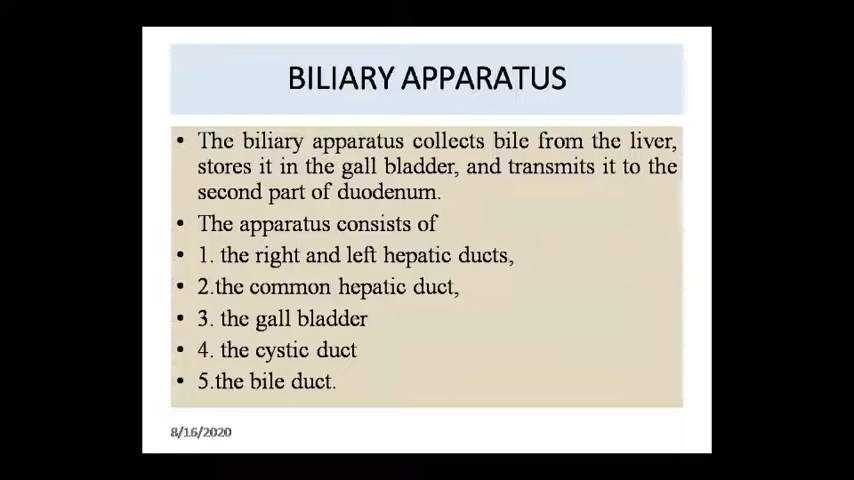 BILIARY APPARATUS
• The biliary apparatus collects bile from the liver,
stores it in the gall bladder, and transmits it to the
second part of duodenum.
• The apparatus consists of
• 1. the right and left hepatic ducts,
• 2.the common hepatic duct,
• 3. the gall bladder
• 4. the cystic duct
• 5.the bile duct.
8/16/2020